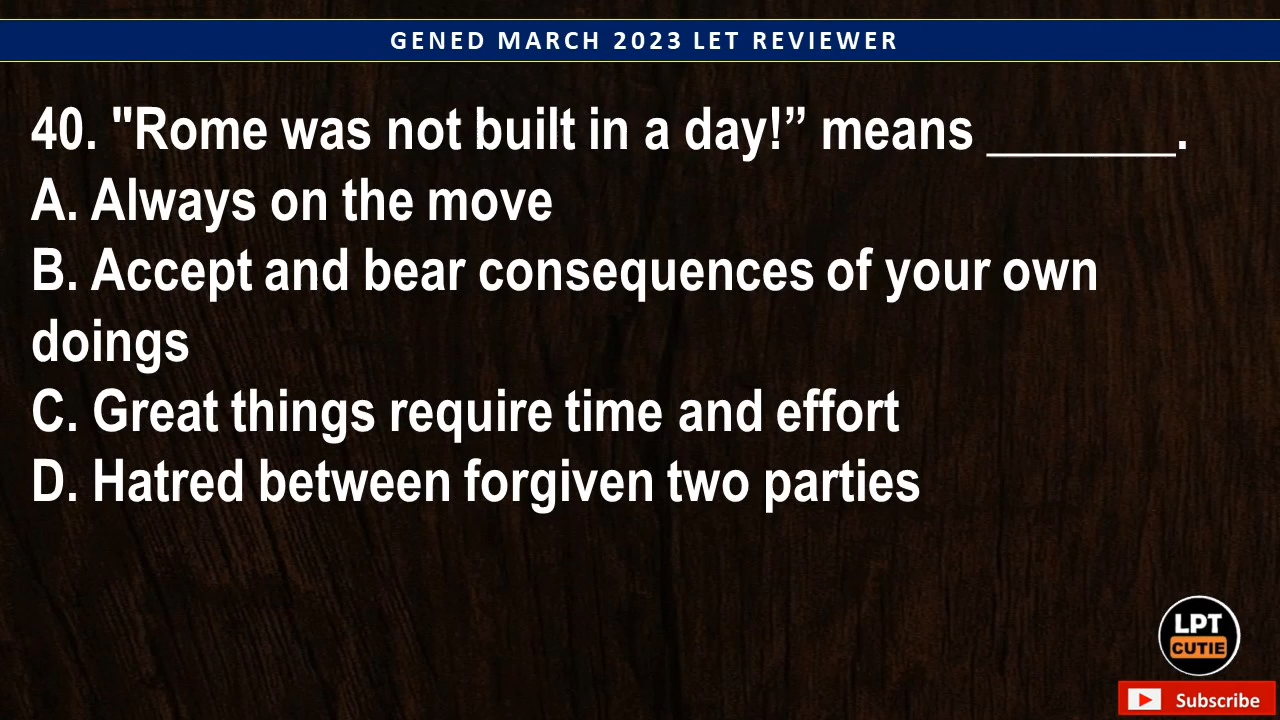 GENED MARCH 2023 LET REVIEWER
40. "Rome was not built in a day!” means ________.
A. Always on the move
B. Accept and bear consequences of your own
doings
C. Great things require time and effort
D. Hatred between forgiven two parties
LPT
CUTIE
Subscribe